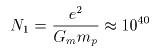 N_1 = \frac{e^2}{G_m m_p} \approx 10^{40}